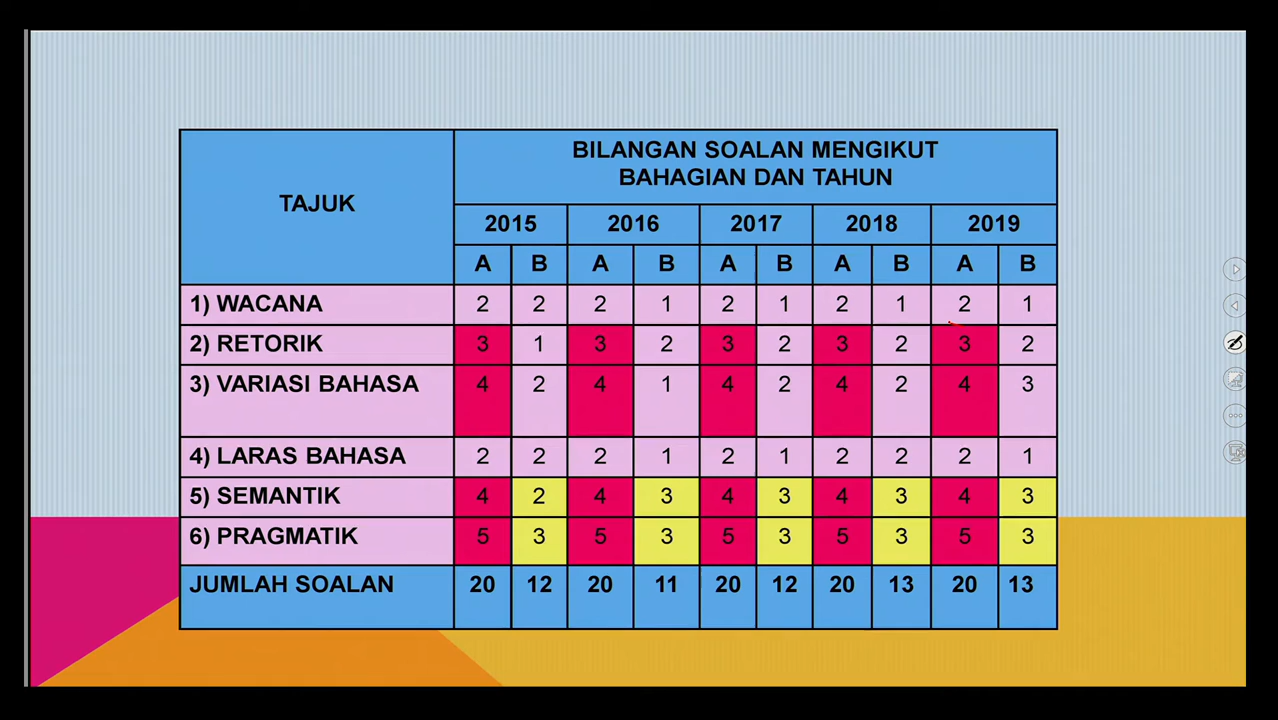 TAJUK
BILANGAN SOALAN MENGIKUT
BAHAGIAN DAN TAHUN
2015 2016 2017 2018 2019
A B A B A B A B A B
1) WACANA 2 2 2 1 2 1 2 1 2 1
2) RETORIK 3 1 3 2 3 2 3 2 3 2
3) VARIASI BAHASA 4 2 4 1 4 2 4 2 4 3
4) LARAS BAHASA 2 2 2 1 2 1 2 2 2 1
5) SEMANTIK 4 2 4 3 4 3 4 3 4 3
6) PRAGMATIK 5 3 5 3 5 3 5 3 5 3
JUMLAH SOALAN 20 12 20 11 20 12 20 13 20 13